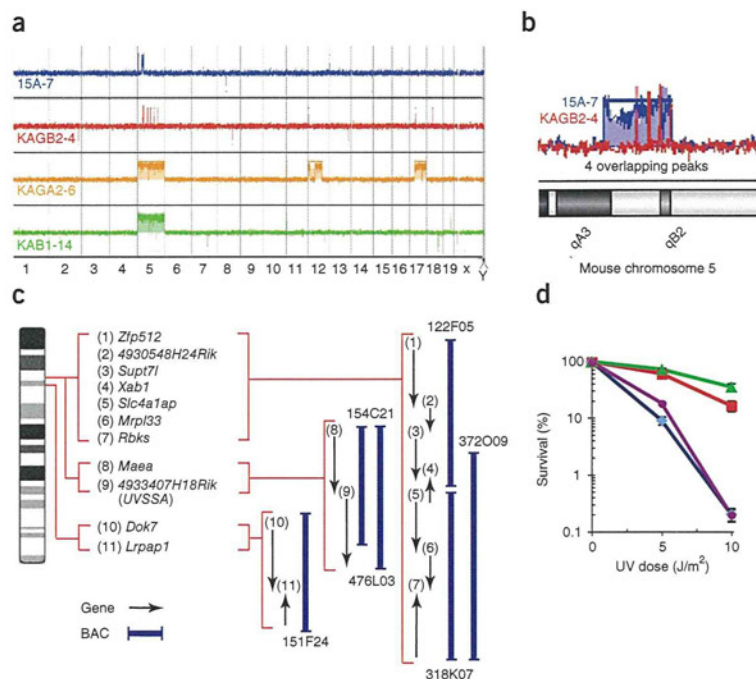 a
15A-7
KAGB2-4
KAGA2-6
KAB1-14
1 2 3 4 5 6 7 8 9 10 11 12 13 14 15 16 17 18 19 X Y
b
15A-7
KAGB2-4
4 overlapping peaks
qA3 qB2
Mouse chromosome 5
c
(1) Zfp512
(2) 4930548H24Rik
(3) Supt7l
(4) Xab1
(5) Slc4a1ap
(6) Mrpl33
(7) Rbks
(8) Maea
(9) 4933407H18Rik
(UVSSA)
(10) Dok7
(11) Lrpap1
Gene
BAC
(10)
(11)
151F24
154C21
(8)
(9)
476L03
122F05
(1)
(2)
(3)
(4)
(5)
(6)
(7)
372O09
318K07
d
Survival (%)
100
10
1
0.1
0 5 10
UV dose (J/m²)